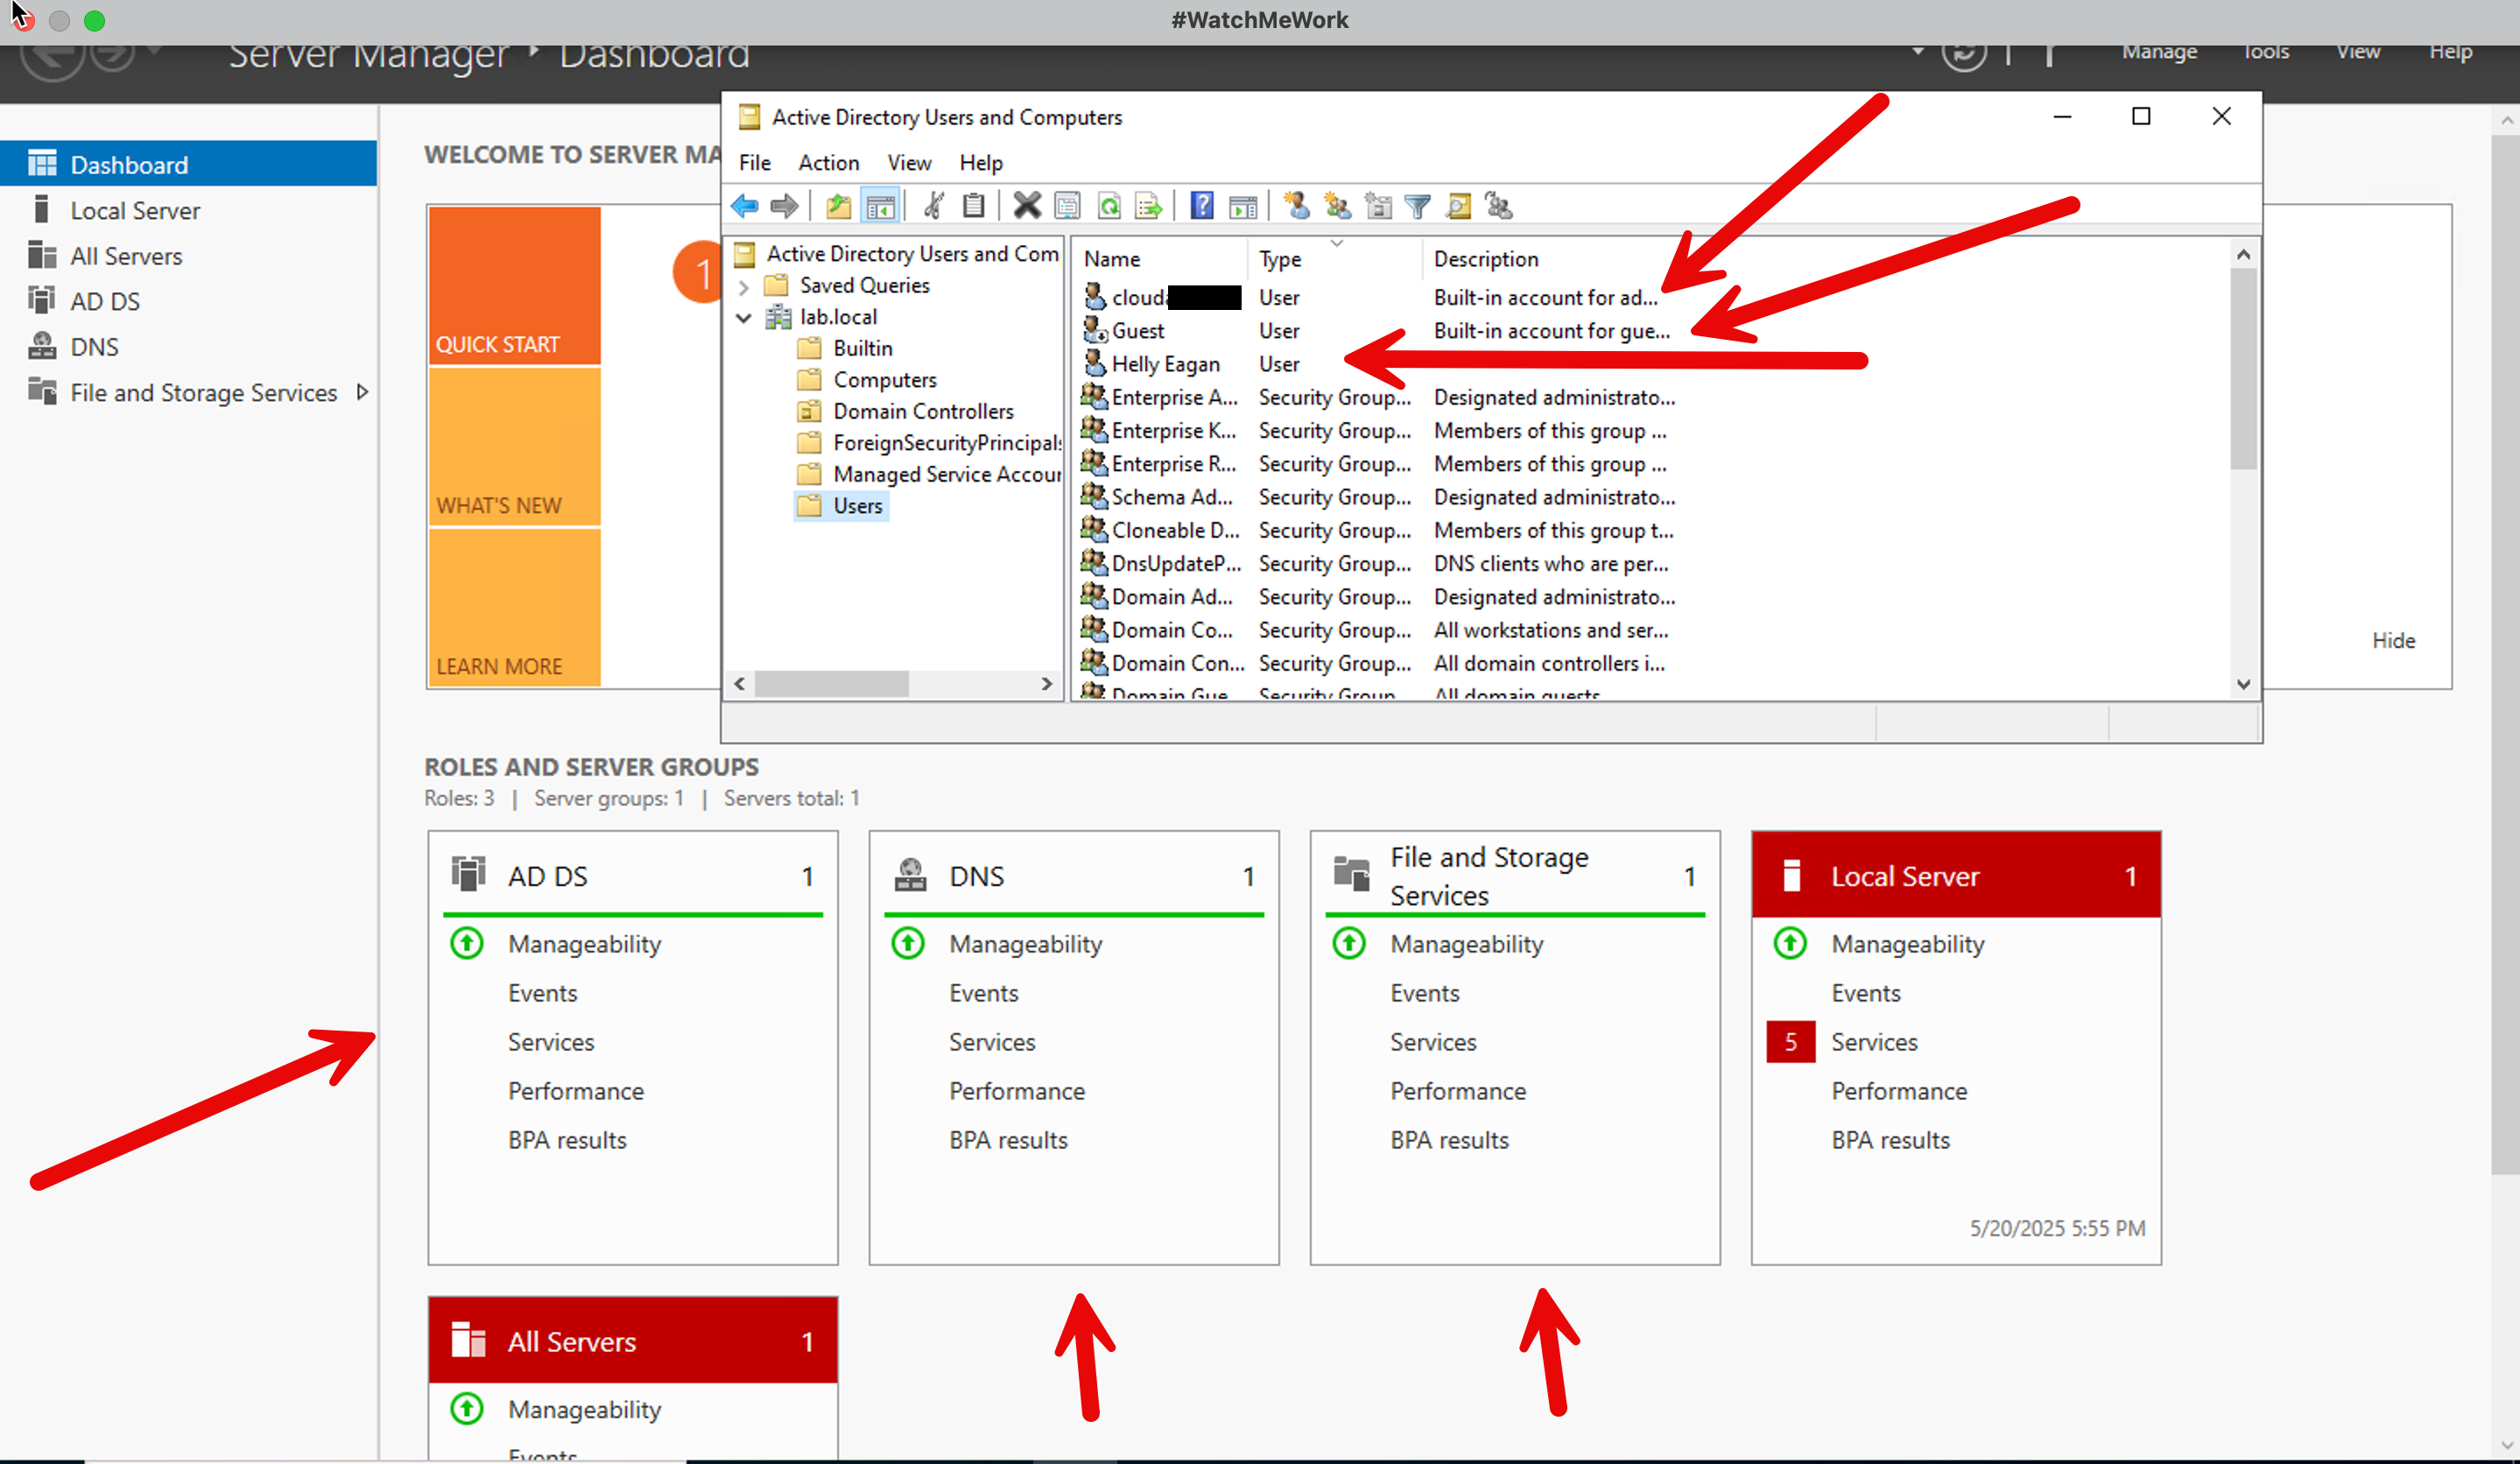 #WatchMeWork
Server Manager ‣ Dashboard
Manage Tools View Help
Dashboard
Local Server
All Servers
AD DS
DNS
File and Storage Services
WELCOME TO SERVER MA
QUICK START
WHAT'S NEW
LEARN MORE
1
Hide
Active Directory Users and Computers
File Action View Help
Active Directory Users and Com
Saved Queries
lab.local
Builtin
Computers
Domain Controllers
ForeignSecurityPrincipals
Managed Service Accour
Users
Name Type Description
clouda User Built-in account for ad...
Guest User Built-in account for gue...
Helly Eagan User
Enterprise A... Security Group... Designated administrato...
Enterprise K... Security Group... Members of this group ...
Enterprise R... Security Group... Members of this group ...
Schema Ad... Security Group... Designated administrato...
Cloneable D... Security Group... Members of this group t...
DnsUpdateP... Security Group... DNS clients who are per...
Domain Ad... Security Group... Designated administrato...
Domain Co... Security Group... All workstations and ser...
Domain Con... Security Group... All domain controllers i...
Domain Gue... Security Group... All domain guests
ROLES AND SERVER GROUPS
Roles: 3 | Server groups: 1 | Servers total: 1
AD DS 1
Manageability
Events
Services
Performance
BPA results
DNS 1
Manageability
Events
Services
Performance
BPA results
File and Storage
Services 1
Manageability
Events
Services
Performance
BPA results
Local Server 1
Manageability
Events
5 Services
Performance
BPA results
5/20/2025 5:55 PM
All Servers 1
Manageability
Events